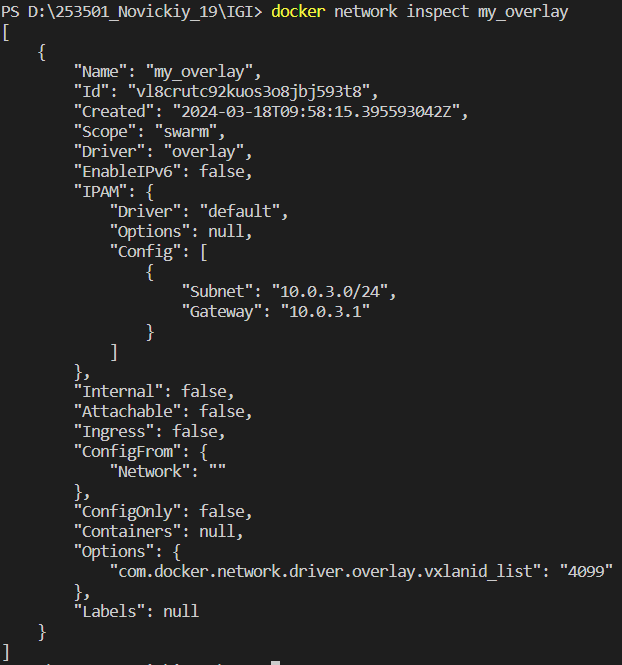 PS D:\253501_Novickiy_19\IGI> docker network inspect my_overlay
[
    {
        "Name": "my_overlay",
        "Id": "vl8crutc92kuos3o8jbj593t8",
        "Created": "2024-03-18T09:58:15.395593042Z",
        "Scope": "swarm",
        "Driver": "overlay",
        "EnableIPv6": false,
        "IPAM": {
            "Driver": "default",
            "Options": null,
            "Config": [
                {
                    "Subnet": "10.0.3.0/24",
                    "Gateway": "10.0.3.1"
                }
            ]
        },
        "Internal": false,
        "Attachable": false,
        "Ingress": false,
        "ConfigFrom": {
            "Network": ""
        },
        "ConfigOnly": false,
        "Containers": null,
        "Options": {
            "com.docker.network.driver.overlay.vxlanid_list": "4099"
        },
        "Labels": null
    }
]